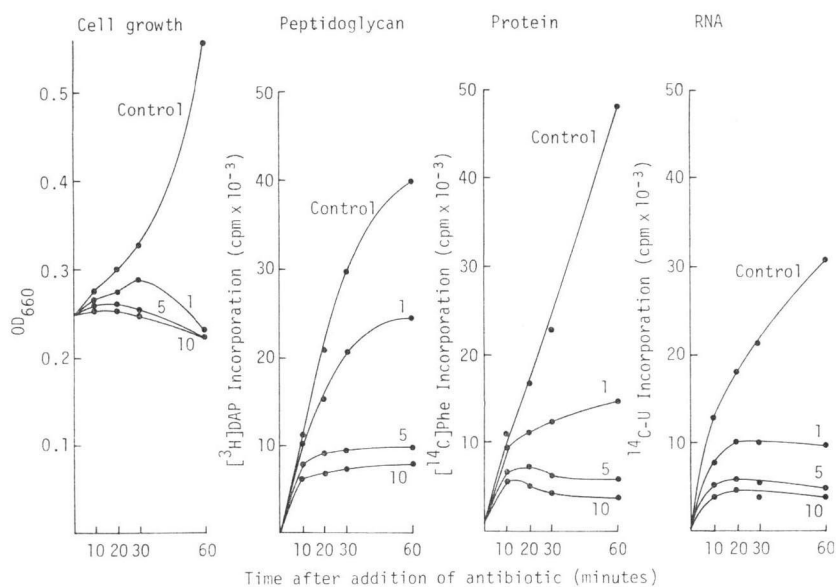 Cell growth
Peptidoglycan
Protein
RNA
OD660
0.5
0.4
0.3
0.2
0.1
Control
1
5
10
10 20 30 60
[³H]DAP Incorporation (cpm x 10⁻³)
50
40
30
20
10
Control
1
5
10
10 20 30 60
[¹⁴C]Phe Incorporation (cpm x 10⁻³)
50
40
30
20
10
Control
1
5
10
10 20 30 60
¹⁴C-U Incorporation (cpm x 10⁻³)
50
40
30
20
10
Control
1
5
10
10 20 30 60
Time after addition of antibiotic (minutes)